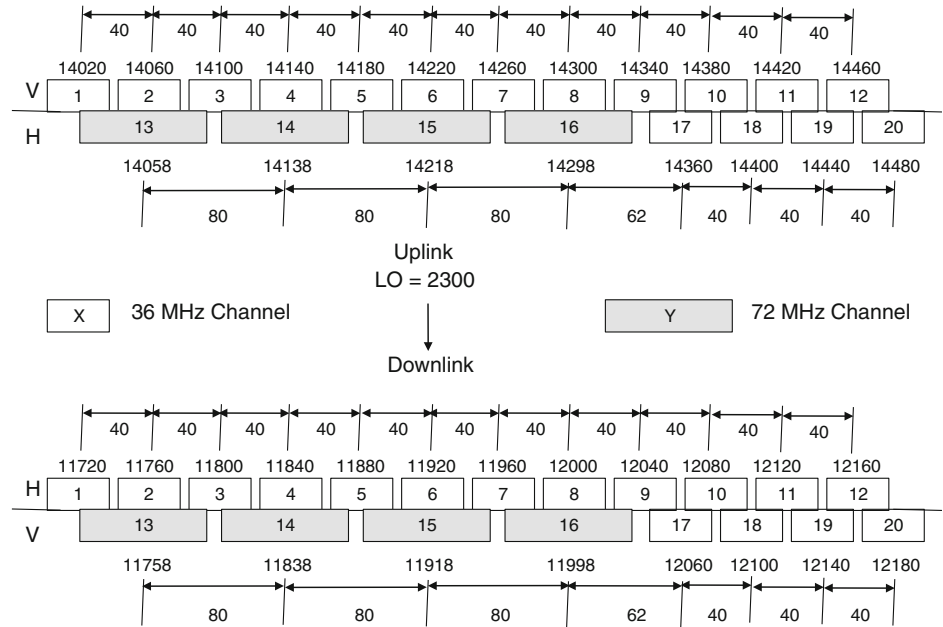 40 40 40 40 40 40 40 40 40 40 40
14020 14060 14100 14140 14180 14220 14260 14300 14340 14380 14420 14460
V
1 2 3 4 5 6 7 8 9 10 11 12
H
13 14 15 16 17 18 19 20
14058 14138 14218 14298 14360 14400 14440 14480
80 80 80 62 40 40 40
Uplink
LO = 2300
X 36 MHz Channel Y 72 MHz Channel
Downlink
40 40 40 40 40 40 40 40 40 40 40
11720 11760 11800 11840 11880 11920 11960 12000 12040 12080 12120 12160
H
1 2 3 4 5 6 7 8 9 10 11 12
V
13 14 15 16 17 18 19 20
11758 11838 11918 11998 12060 12100 12140 12180
80 80 80 62 40 40 40